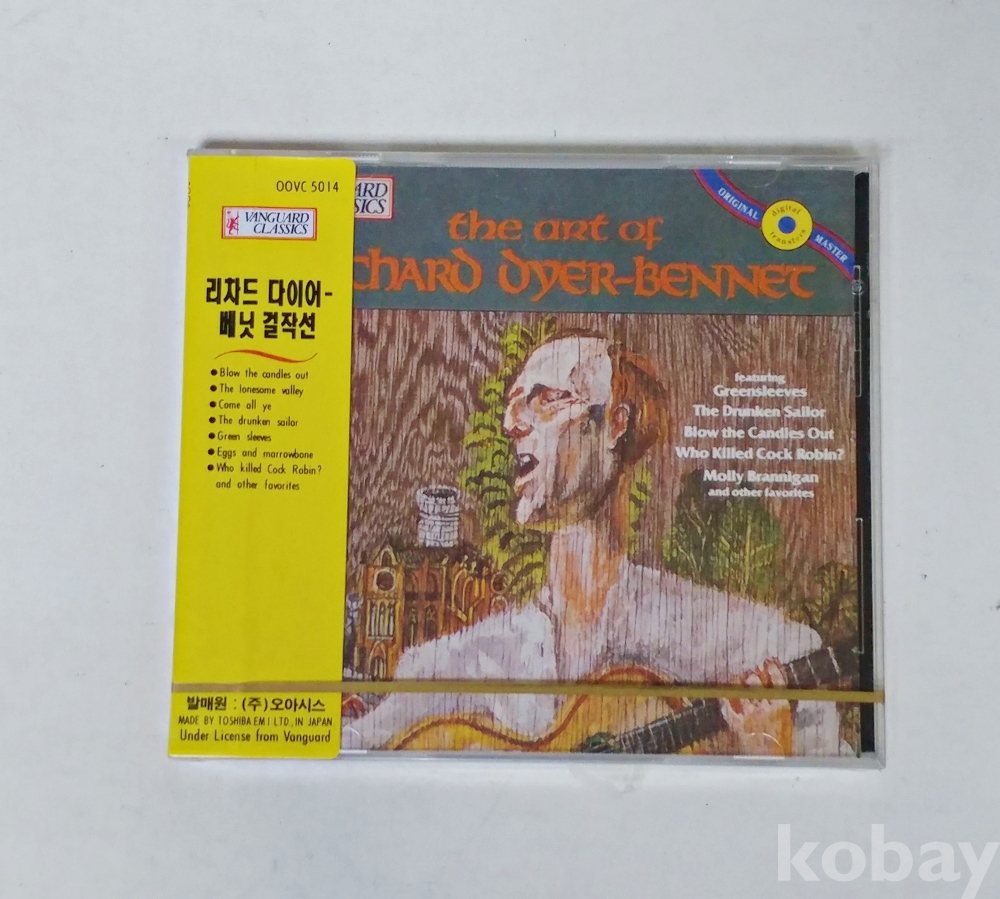 OOVC 5014
VANGUARD
CLASSICS
리차드 다이어-
베닛 걸작선
●Blow the candles out
●The lonesome valley
●Come all ye
●The drunken sailor
●Green sleeves
●Eggs and marrowbone
●Who killed Cock Robin?
and other favorites
발매원 : (주)오아시스
MADE BY TOSHIBA EMI LTD., IN JAPAN
Under License from Vanguard
ARD
SICS
the art of
chard dyer-bennet
ORIGINAL
digital
transfers
MASTER
featuring
Greensleeves
The Drunken Sailor
Blow the Candles Out
Who Killed Cock Robin?
Molly Brannigan
and other favorites
kobay